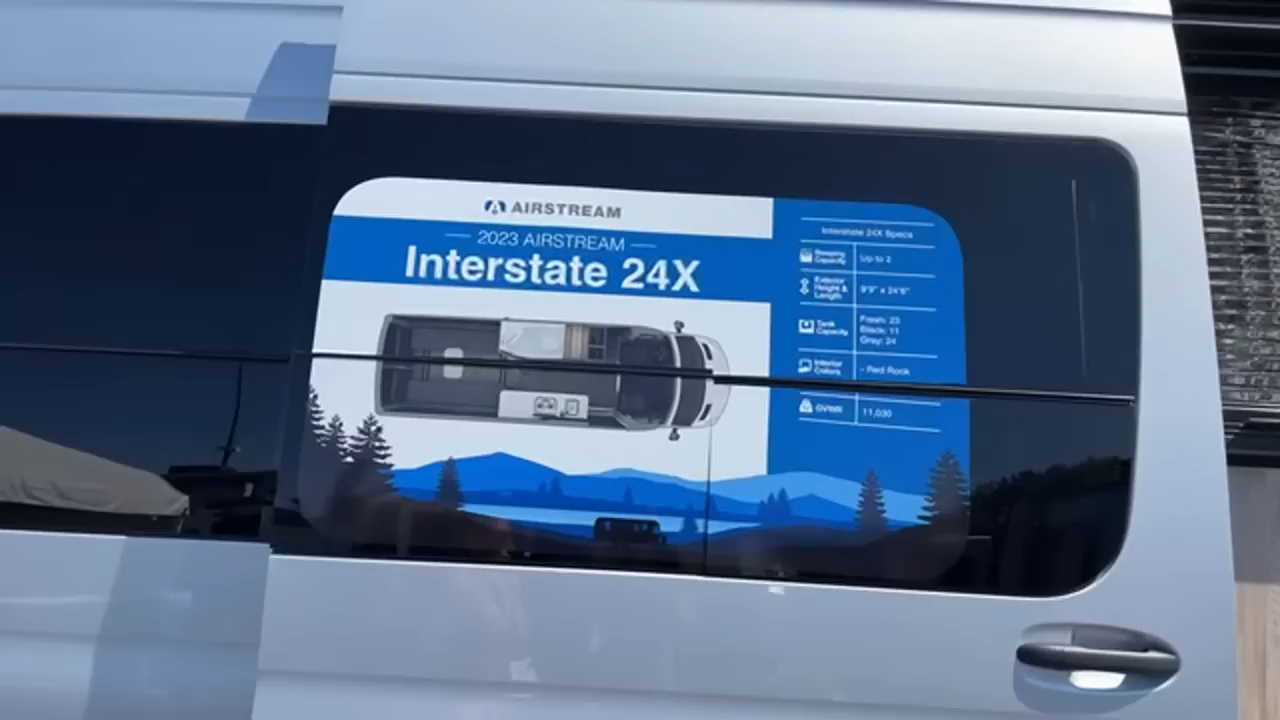 AIRSTREAM
2023 AIRSTREAM
Interstate 24X
Interstate 24X Specs
Sleeping Capacity
Up to 2
Exterior Height & Length
9'9" x 24'6"
Tank Capacity
Fresh: 23
Black: 11
Gray: 24
Interior Colors
- Red Rock
GVWR
11,030